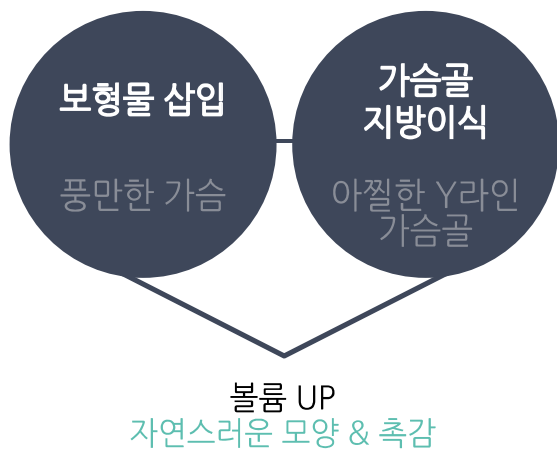 보형물 삽입
풍만한 가슴
가슴골
지방이식
아찔한 Y라인
가슴골
볼륨 UP
자연스러운 모양 & 촉감